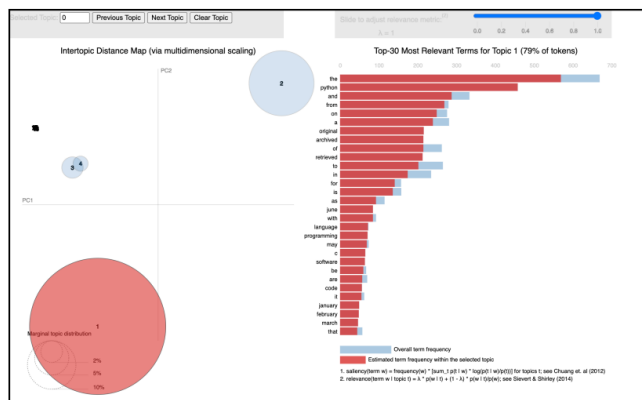 Selected Topic: 0 Previous Topic Next Topic Clear Topic
Slide to adjust relevance metric:(2)
λ = 1
0.0 0.2 0.4 0.6 0.8 1.0
Intertopic Distance Map (via multidimensional scaling)
PC2
2
3
4
PC1
1
Marginal topic distribution
2%
5%
10%
Top-30 Most Relevant Terms for Topic 1 (79% of tokens)
0 100 200 300 400 500 600 700
the
python
and
from
on
a
original
archived
of
retrieved
to
in
for
is
as
june
with
language
programming
may
c
software
be
are
code
it
january
february
march
that
Overall term frequency
Estimated term frequency within the selected topic
1. saliency(term w) = frequency(w) * [sum_t p(t | w) * log(p(t | w)/p(t))] for topics t; see Chuang et. al (2012)
2. relevance(term w | topic t) = λ * p(w | t) + (1 - λ) * p(w | t)/p(w); see Sievert & Shirley (2014)